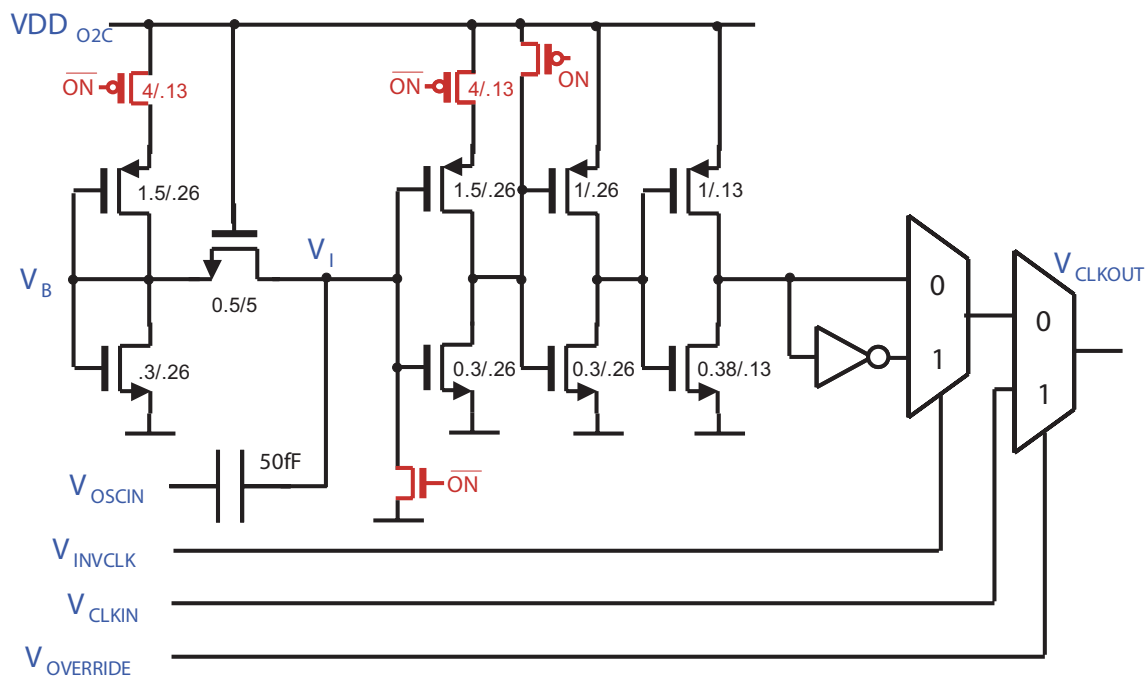 VDD O2C
ON
4/.13
ON
4/.13
ON
1.5/.26
1.5/.26
1/.26
1/.13
V B
V I
0.5/5
0
V CLKOUT
0
1
1
.3/.26
0.3/.26
0.3/.26
0.38/.13
50fF
V OSCIN
ON
V INVCLK
V CLKIN
V OVERRIDE